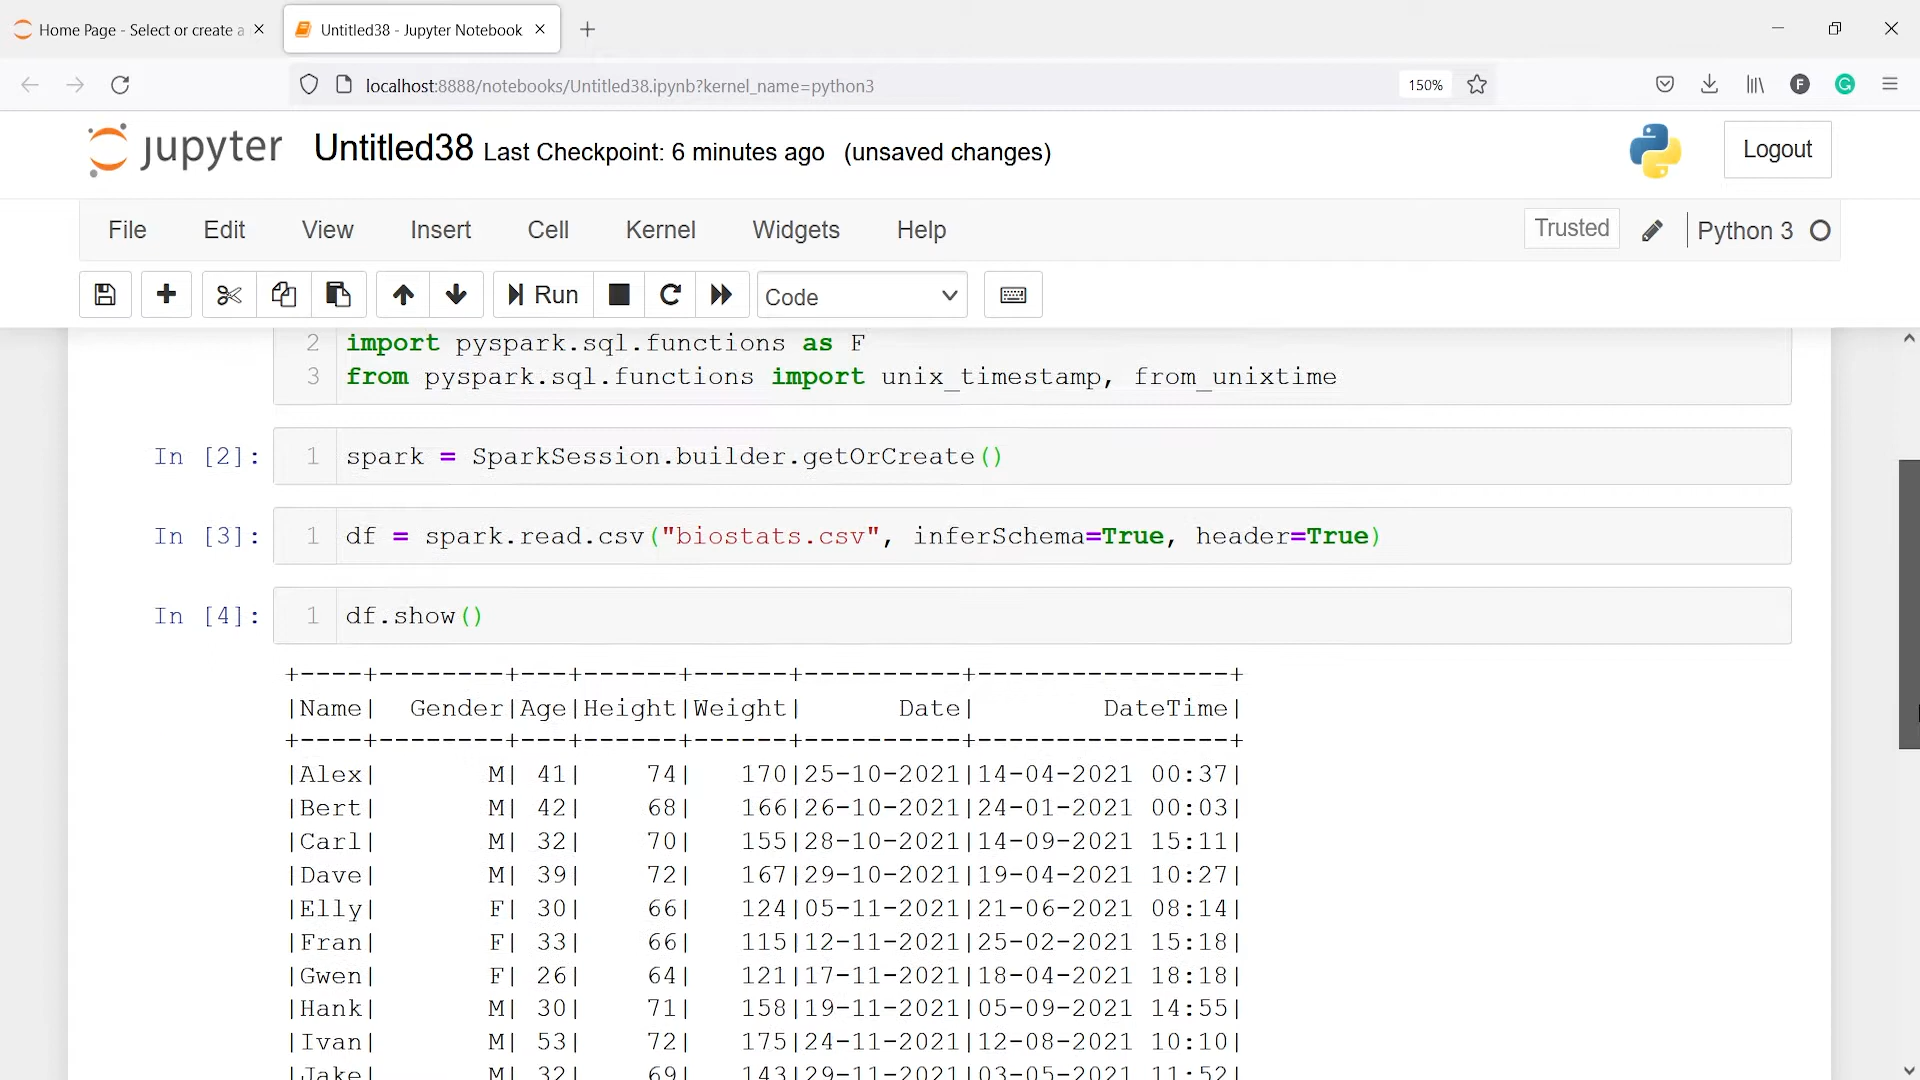 Home Page - Select or create a
Untitled38 - Jupyter Notebook
localhost:8888/notebooks/Untitled38.ipynb?kernel_name=python3
150%
F
G
jupyter Untitled38 Last Checkpoint: 6 minutes ago (unsaved changes)
Logout
File Edit View Insert Cell Kernel Widgets Help
Trusted
Python 3
Run
Code
2 import pyspark.sql.functions as F
3 from pyspark.sql.functions import unix_timestamp, from_unixtime
In [2]: 1 spark = SparkSession.builder.getOrCreate()
In [3]: 1 df = spark.read.csv("biostats.csv", inferSchema=True, header=True)
In [4]: 1 df.show()
+----+--------+---+------+------+----------+----------------+
|Name|  Gender|Age|Height|Weight|      Date|        DateTime|
+----+--------+---+------+------+----------+----------------+
|Alex|       M| 41|    74|   170|25-10-2021|14-04-2021 00:37|
|Bert|       M| 42|    68|   166|26-10-2021|24-01-2021 00:03|
|Carl|       M| 32|    70|   155|28-10-2021|14-09-2021 15:11|
|Dave|       M| 39|    72|   167|29-10-2021|19-04-2021 10:27|
|Elly|       F| 30|    66|   124|05-11-2021|21-06-2021 08:14|
|Fran|       F| 33|    66|   115|12-11-2021|25-02-2021 15:18|
|Gwen|       F| 26|    64|   121|17-11-2021|18-04-2021 18:18|
|Hank|       M| 30|    71|   158|19-11-2021|05-09-2021 14:55|
|Ivan|       M| 53|    72|   175|24-11-2021|12-08-2021 10:10|
|Jake|       M| 32|    69|   143|29-11-2021|03-05-2021 11:52|